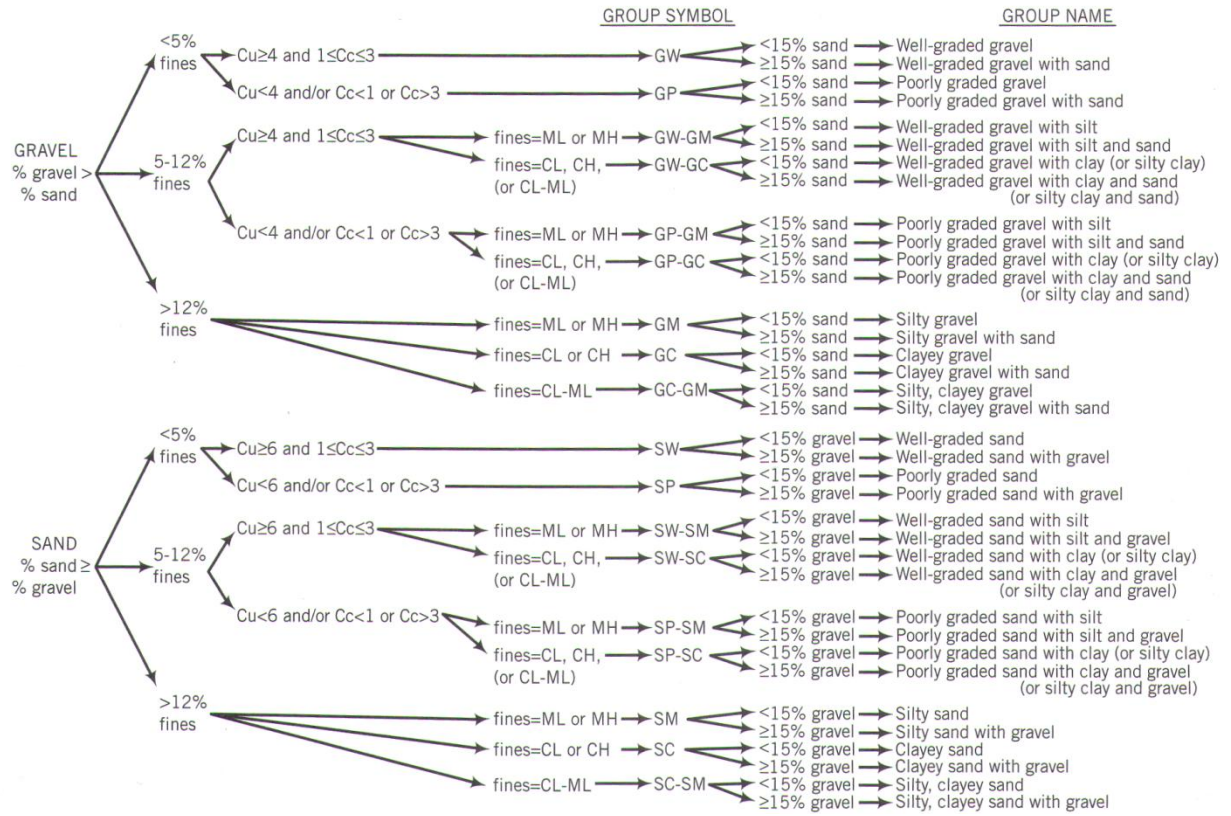 GROUP SYMBOL GROUP NAME
<5% fines
Cu≥4 and 1≤Cc≤3 GW <15% sand Well-graded gravel
≥15% sand Well-graded gravel with sand
Cu<4 and/or Cc<1 or Cc>3 GP <15% sand Poorly graded gravel
≥15% sand Poorly graded gravel with sand
GRAVEL
% gravel >
% sand
5-12%
fines
Cu≥4 and 1≤Cc≤3 fines=ML or MH GW-GM <15% sand Well-graded gravel with silt
≥15% sand Well-graded gravel with silt and sand
fines=CL, CH, GW-GC <15% sand Well-graded gravel with clay (or silty clay)
(or CL-ML) ≥15% sand Well-graded gravel with clay and sand
(or silty clay and sand)
Cu<4 and/or Cc<1 or Cc>3 fines=ML or MH GP-GM <15% sand Poorly graded gravel with silt
≥15% sand Poorly graded gravel with silt and sand
fines=CL, CH, GP-GC <15% sand Poorly graded gravel with clay (or silty clay)
(or CL-ML) ≥15% sand Poorly graded gravel with clay and sand
(or silty clay and sand)
>12%
fines
fines=ML or MH GM <15% sand Silty gravel
≥15% sand Silty gravel with sand
fines=CL or CH GC <15% sand Clayey gravel
≥15% sand Clayey gravel with sand
fines=CL-ML GC-GM <15% sand Silty, clayey gravel
≥15% sand Silty, clayey gravel with sand
<5%
fines
Cu≥6 and 1≤Cc≤3 SW <15% gravel Well-graded sand
≥15% gravel Well-graded sand with gravel
Cu<6 and/or Cc<1 or Cc>3 SP <15% gravel Poorly graded sand
≥15% gravel Poorly graded sand with gravel
SAND
% sand ≥
% gravel
5-12%
fines
Cu≥6 and 1≤Cc≤3 fines=ML or MH SW-SM <15% gravel Well-graded sand with silt
≥15% gravel Well-graded sand with silt and gravel
fines=CL, CH, SW-SC <15% gravel Well-graded sand with clay (or silty clay)
(or CL-ML) ≥15% gravel Well-graded sand with clay and gravel
(or silty clay and gravel)
Cu<6 and/or Cc<1 or Cc>3 fines=ML or MH SP-SM <15% gravel Poorly graded sand with silt
≥15% gravel Poorly graded sand with silt and gravel
fines=CL, CH, SP-SC <15% gravel Poorly graded sand with clay (or silty clay)
(or CL-ML) ≥15% gravel Poorly graded sand with clay and gravel
(or silty clay and gravel)
>12%
fines
fines=ML or MH SM <15% gravel Silty sand
≥15% gravel Silty sand with gravel
fines=CL or CH SC <15% gravel Clayey sand
≥15% gravel Clayey sand with gravel
fines=CL-ML SC-SM <15% gravel Silty, clayey sand
≥15% gravel Silty, clayey sand with gravel